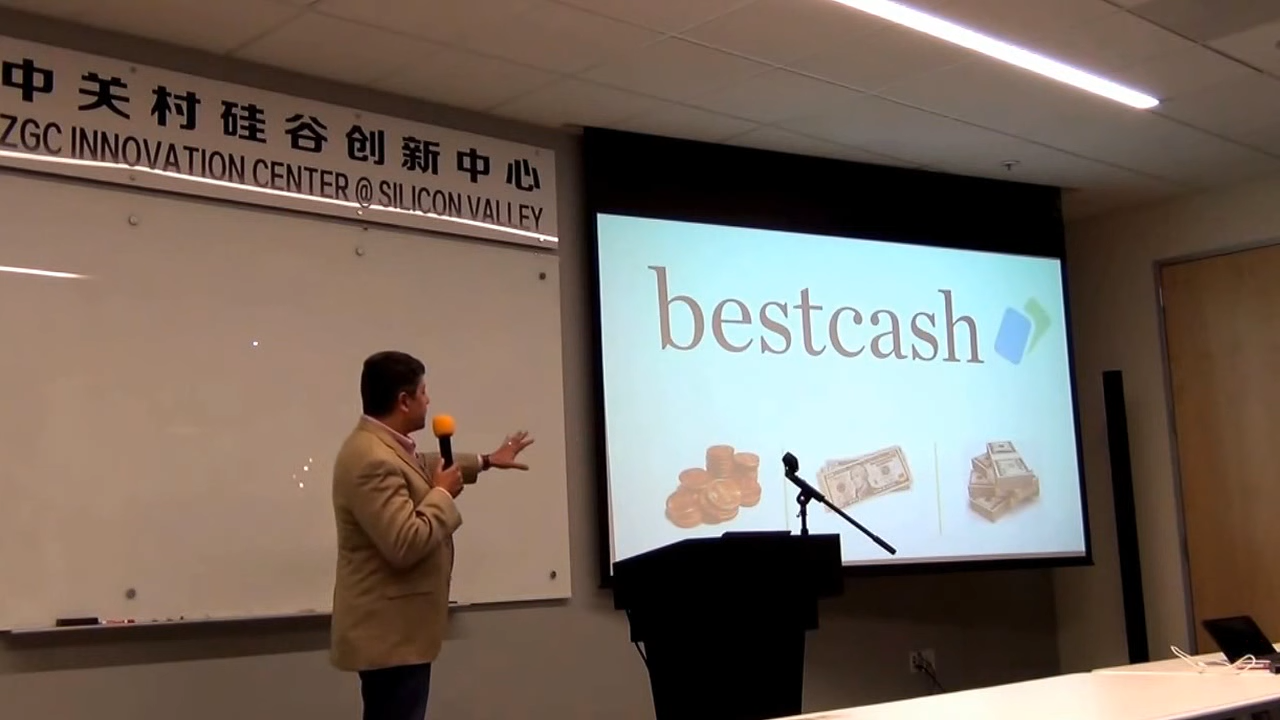 中关村硅谷创新中心
ZGC INNOVATION CENTER @ SILICON VALLEY
bestcash